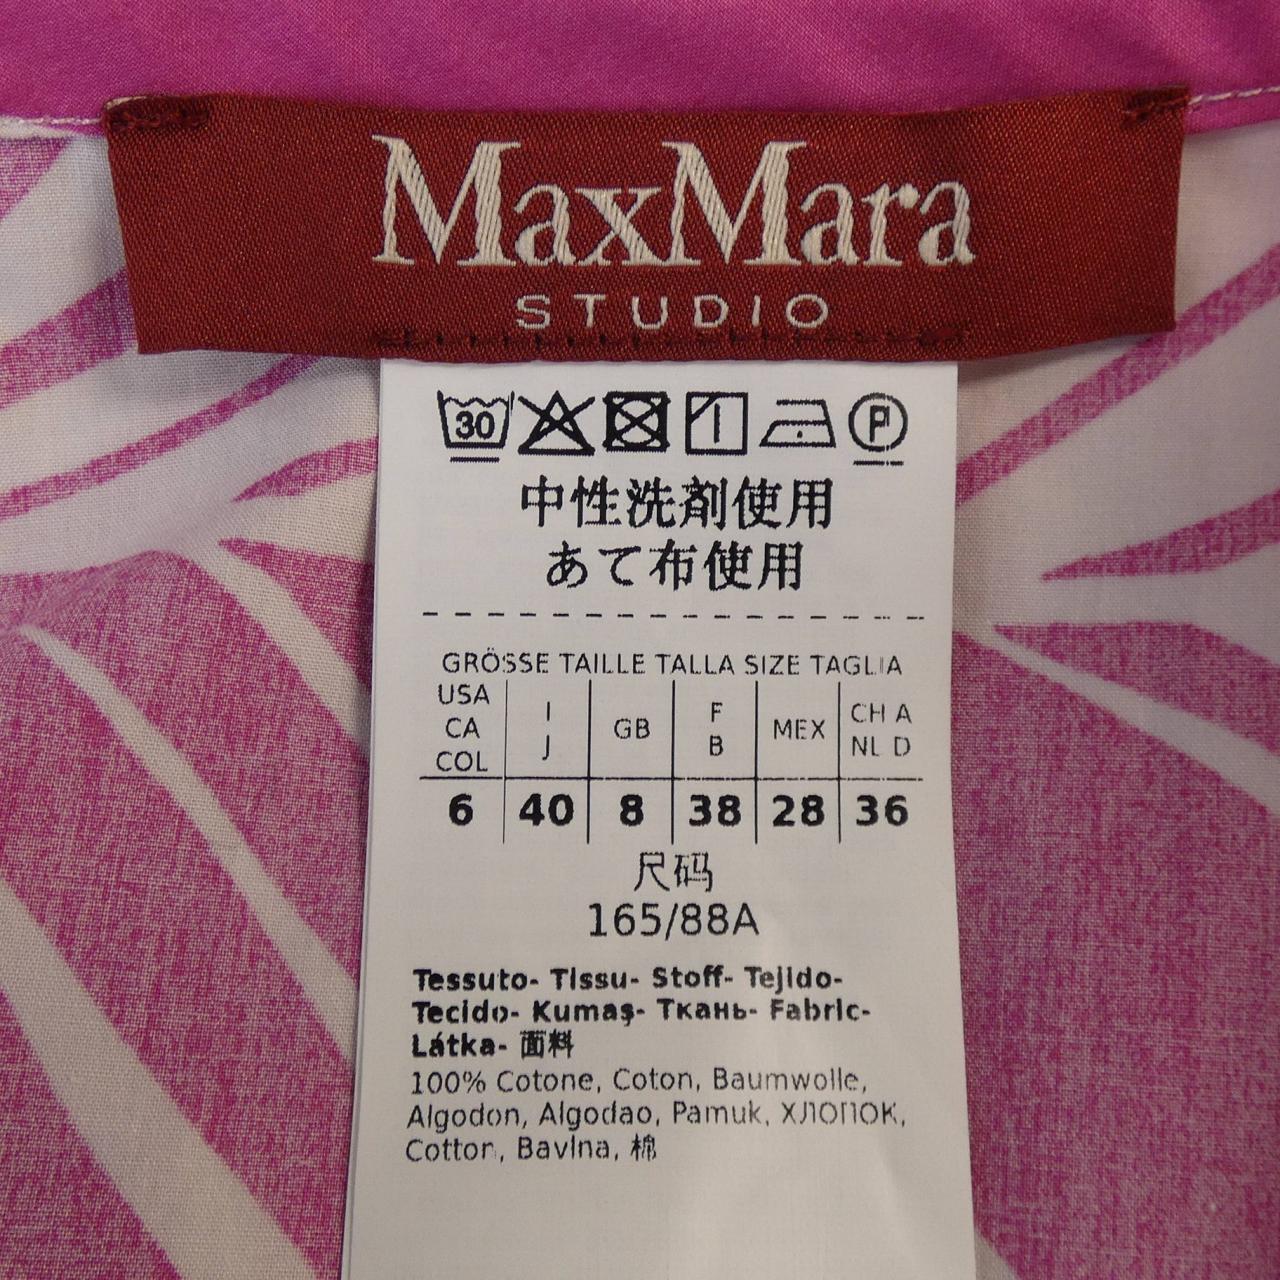 MaxMara
STUDIO
30 P
中性洗剤使用
あて布使用
GRÖSSE TAILLE TALLA SIZE TAGLIA
USA CA COL | I J | GB | F B | MEX | CH A NL D
6 | 40 | 8 | 38 | 28 | 36
尺码
165/88A
Tessuto- Tissu- Stoff- Tejido-
Tecido- Kumaş- Ткань- Fabric-
Látka- 面料
100% Cotone, Coton, Baumwolle,
Algodon, Algodao, Pamuk, ХЛОПОК,
Cotton, Bavlna, 棉